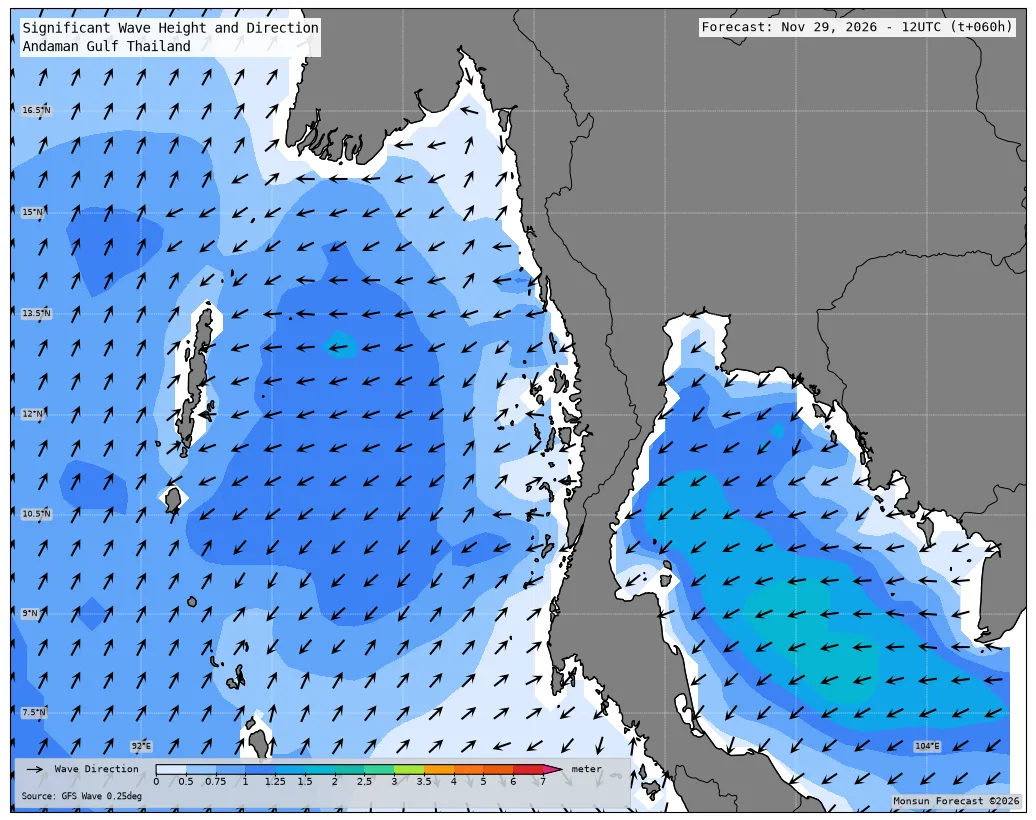 Significant Wave Height and Direction
Andaman Gulf Thailand
Forecast: Nov 29, 2026 - 12UTC (t+060h)
16.5°N
15°N
13.5°N
12°N
10.5°N
9°N
7.5°N
92°E
104°E
Wave Direction
0 0.5 0.75 1 1.25 1.5 2 2.5 3 3.5 4 5 6 7
meter
Source: GFS Wave 0.25deg
Monsun Forecast ©2026